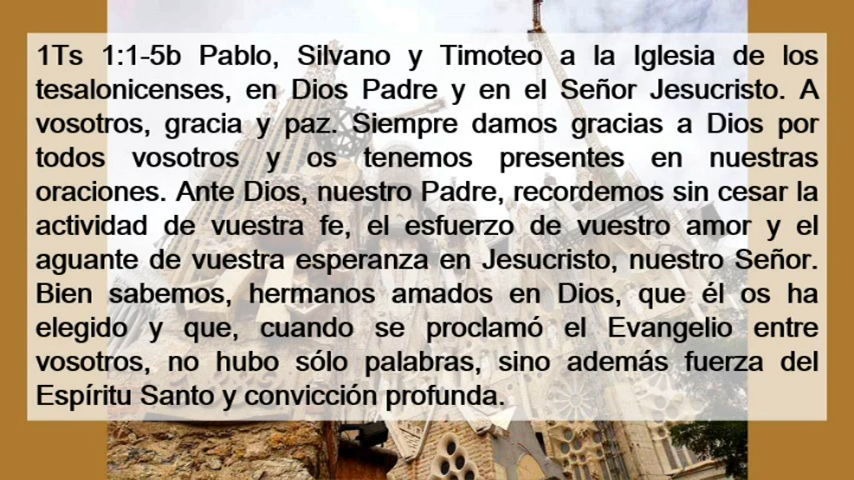 1Ts 1:1-5b Pablo, Silvano y Timoteo a la Iglesia de los
tesalonicenses, en Dios Padre y en el Señor Jesucristo. A
vosotros, gracia y paz. Siempre damos gracias a Dios por
todos vosotros y os tenemos presentes en nuestras
oraciones. Ante Dios, nuestro Padre, recordemos sin cesar la
actividad de vuestra fe, el esfuerzo de vuestro amor y el
aguante de vuestra esperanza en Jesucristo, nuestro Señor.
Bien sabemos, hermanos amados en Dios, que él os ha
elegido y que, cuando se proclamó el Evangelio entre
vosotros, no hubo sólo palabras, sino además fuerza del
Espíritu Santo y convicción profunda.